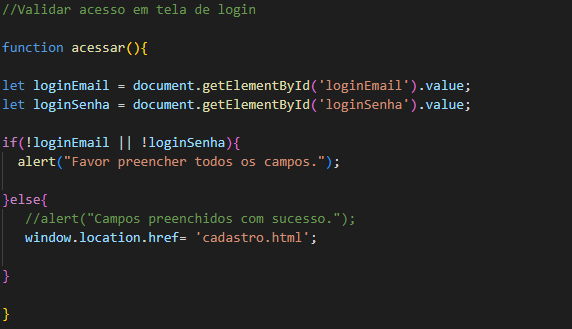 //Validar acesso em tela de login
function acessar(){
let loginEmail = document.getElementById('loginEmail').value;
let loginSenha = document.getElementById('loginSenha').value;
if(!loginEmail || !loginSenha){
alert("Favor preencher todos os campos.");
}else{
//alert("Campos preenchidos com sucesso.");
window.location.href= 'cadastro.html';
}
}